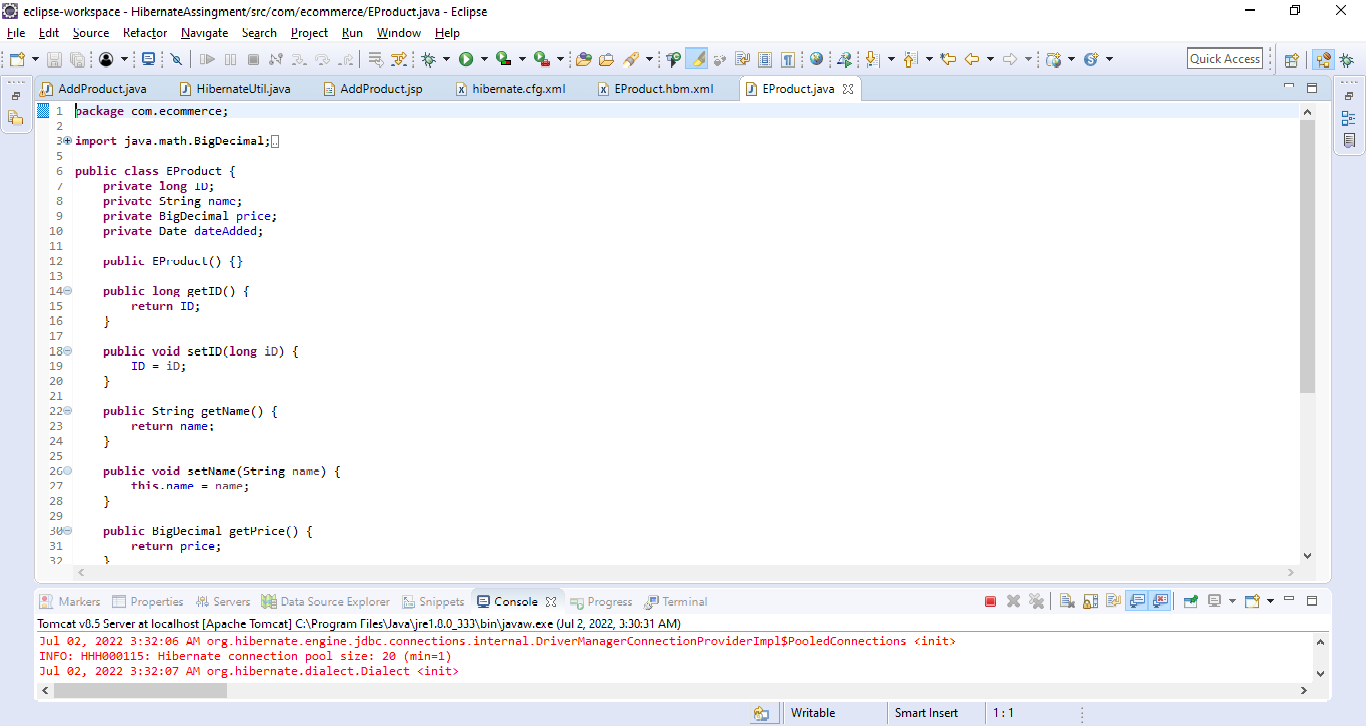 eclipse-workspace - HibernateAssingment/src/com/ecommerce/EProduct.java - Eclipse
File Edit Source Refactor Navigate Search Project Run Window Help
Quick Access
AddProduct.java HibernateUtil.java AddProduct.jsp hibernate.cfg.xml EProduct.hbm.xml EProduct.java
1 package com.ecommerce;
2
3 import java.math.BigDecimal;
5
6 public class EProduct {
7 private long ID;
8 private String name;
9 private BigDecimal price;
10 private Date dateAdded;
11
12 public EProduct() {}
13
14 public long getID() {
15 return ID;
16 }
17
18 public void setID(long iD) {
19 ID = iD;
20 }
21
22 public String getName() {
23 return name;
24 }
25
26 public void setName(String name) {
27 this.name = name;
28 }
29
30 public BigDecimal getPrice() {
31 return price;
32 }
Markers Properties Servers Data Source Explorer Snippets Console Progress Terminal
Tomcat v8.5 Server at localhost [Apache Tomcat] C:\Program Files\Java\jre1.8.0_333\bin\javaw.exe (Jul 2, 2022, 3:30:31 AM)
Jul 02, 2022 3:32:06 AM org.hibernate.engine.jdbc.connections.internal.DriverManagerConnectionProviderImpl$PooledConnections <init>
INFO: HHH000115: Hibernate connection pool size: 20 (min=1)
Jul 02, 2022 3:32:07 AM org.hibernate.dialect.Dialect <init>
Writable Smart Insert 1 : 1